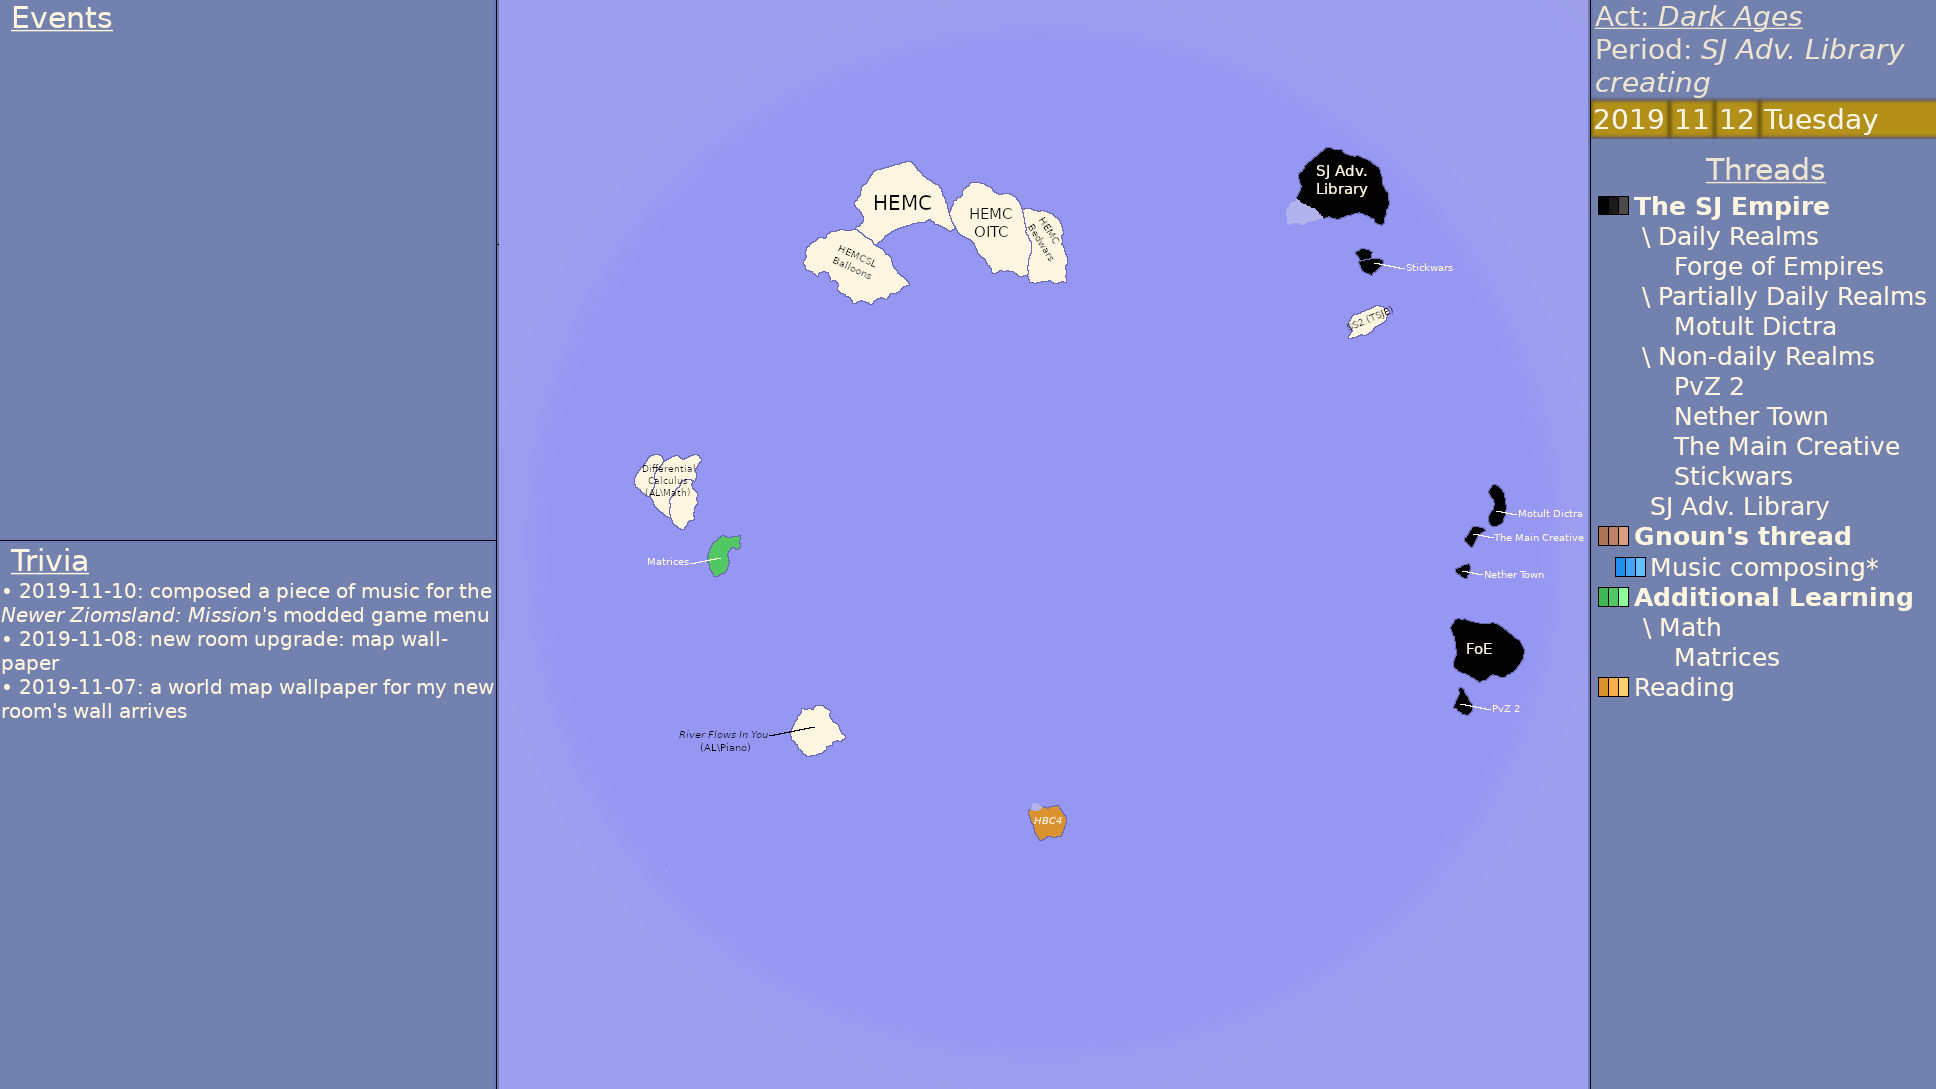 Events
Trivia
• 2019-11-10: composed a piece of music for the
Newer Ziomsland: Mission's modded game menu
• 2019-11-08: new room upgrade: map wall-
paper
• 2019-11-07: a world map wallpaper for my new
room's wall arrives
HEMC
HEMC
OITC
HEMC
Bedwars
HEMCSL
Balloons
SJ Adv.
Library
Stickwars
Differential
Calculus
(AL\Math)
Matrices
Motult Dictra
The Main Creative
Nether Town
FoE
PvZ 2
River Flows In You
(AL\Piano)
HBC4
Act: Dark Ages
Period: SJ Adv. Library
creating
2019 11 12 Tuesday
Threads
The SJ Empire
\ Daily Realms
Forge of Empires
\ Partially Daily Realms
Motult Dictra
\ Non-daily Realms
PvZ 2
Nether Town
The Main Creative
Stickwars
SJ Adv. Library
Gnoun's thread
Music composing*
Additional Learning
\ Math
Matrices
Reading